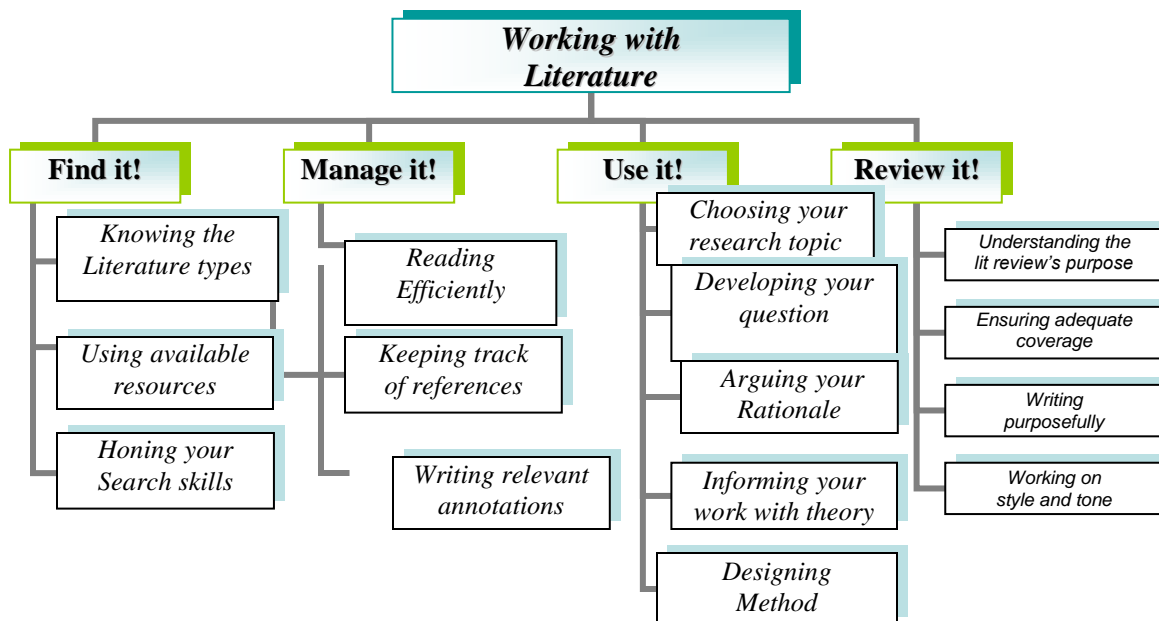 Working with
Literature
Find it!
Knowing the
Literature types
Using available
resources
Honing your
Search skills
Manage it!
Reading
Efficiently
Keeping track
of references
Writing relevant
annotations
Use it!
Choosing your
research topic
Developing your
question
Arguing your
Rationale
Informing your
work with theory
Designing
Method
Review it!
Understanding the
lit review's purpose
Ensuring adequate
coverage
Writing
purposefully
Working on
style and tone